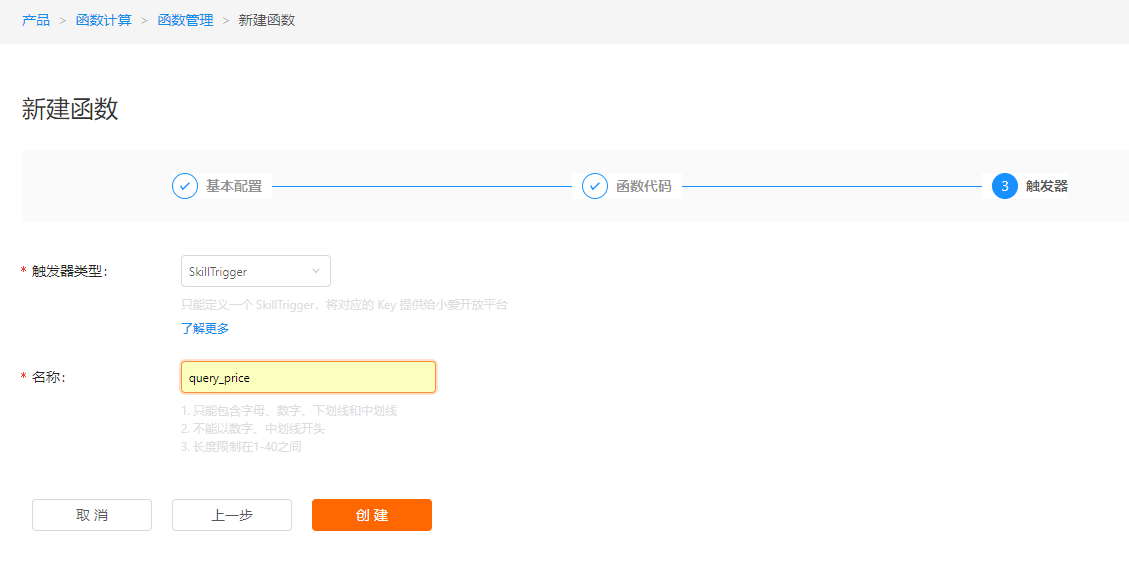 产品 > 函数计算 > 函数管理 > 新建函数
新建函数
基本配置
函数代码
3 触发器
* 触发器类型:
SkillTrigger
只能定义一个 SkillTrigger，将对应的 Key 提供给小爱开放平台
了解更多
* 名称:
query_price
1. 只能包含字母、数字、下划线和中划线
2. 不能以数字、中划线开头
3. 长度限制在1-40之间
取 消
上一步
创 建